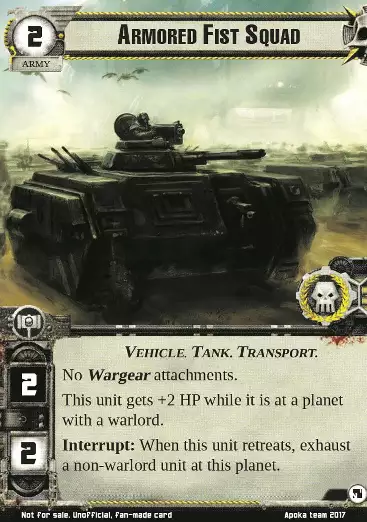 2
ARMORED FIST SQUAD
ARMY
VEHICLE. TANK. TRANSPORT.
2
No Wargear attachments.
This unit gets +2 HP while it is at a planet
with a warlord.
2
Interrupt: When this unit retreats, exhaust
a non-warlord unit at this planet.
Not for sale. Unofficial, fan-made card
Apoka team 2017